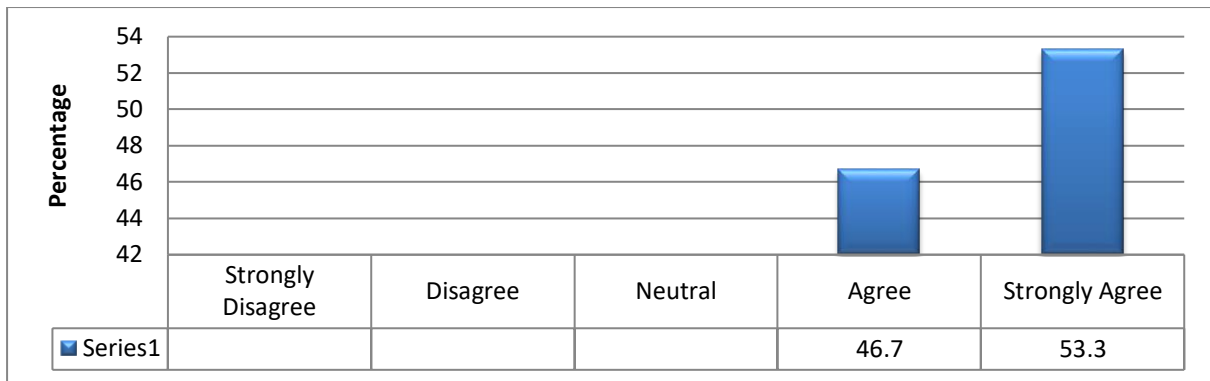 Percentage
54
52
50
48
46
44
42
Strongly
Disagree
Disagree
Neutral
Agree
Strongly Agree
Series1
46.7
53.3